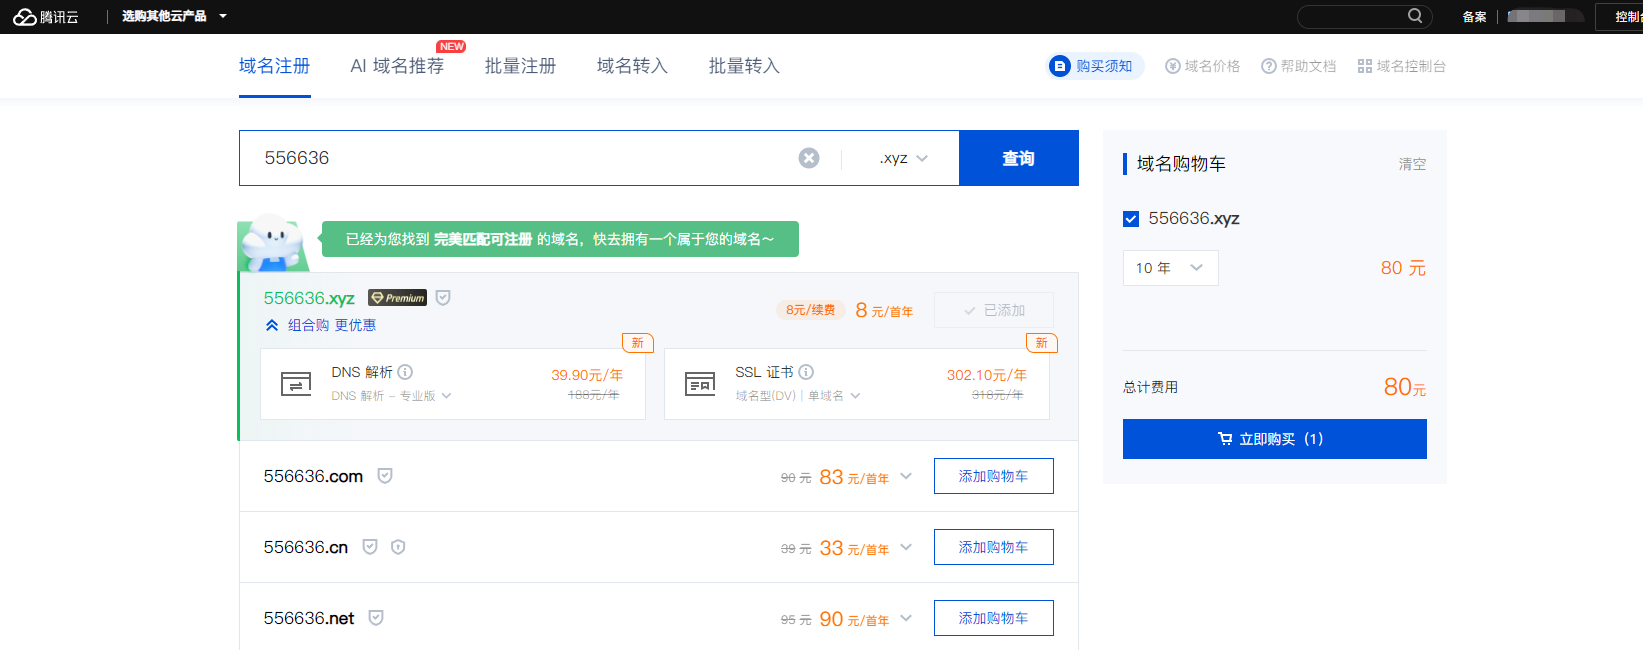 腾讯云 选购其他云产品 备案 控制台
域名注册 AI 域名推荐 NEW 批量注册 域名转入 批量转入 购买须知 域名价格 帮助文档 域名控制台
556636 .xyz 查询
已经为您找到 完美匹配可注册 的域名，快去拥有一个属于您的域名～
556636.xyz Premium 8元/续费 8 元/首年 已添加
组合购 更优惠
新
DNS 解析 39.90元/年
DNS 解析 - 专业版 188元/年
新
SSL 证书 302.10元/年
域名型(DV) | 单域名 318元/年
556636.com 90 元 83 元/首年 添加购物车
556636.cn 39 元 33 元/首年 添加购物车
556636.net 95 元 90 元/首年 添加购物车
域名购物车 清空
556636.xyz
10 年 80 元
总计费用 80元
立即购买（1）